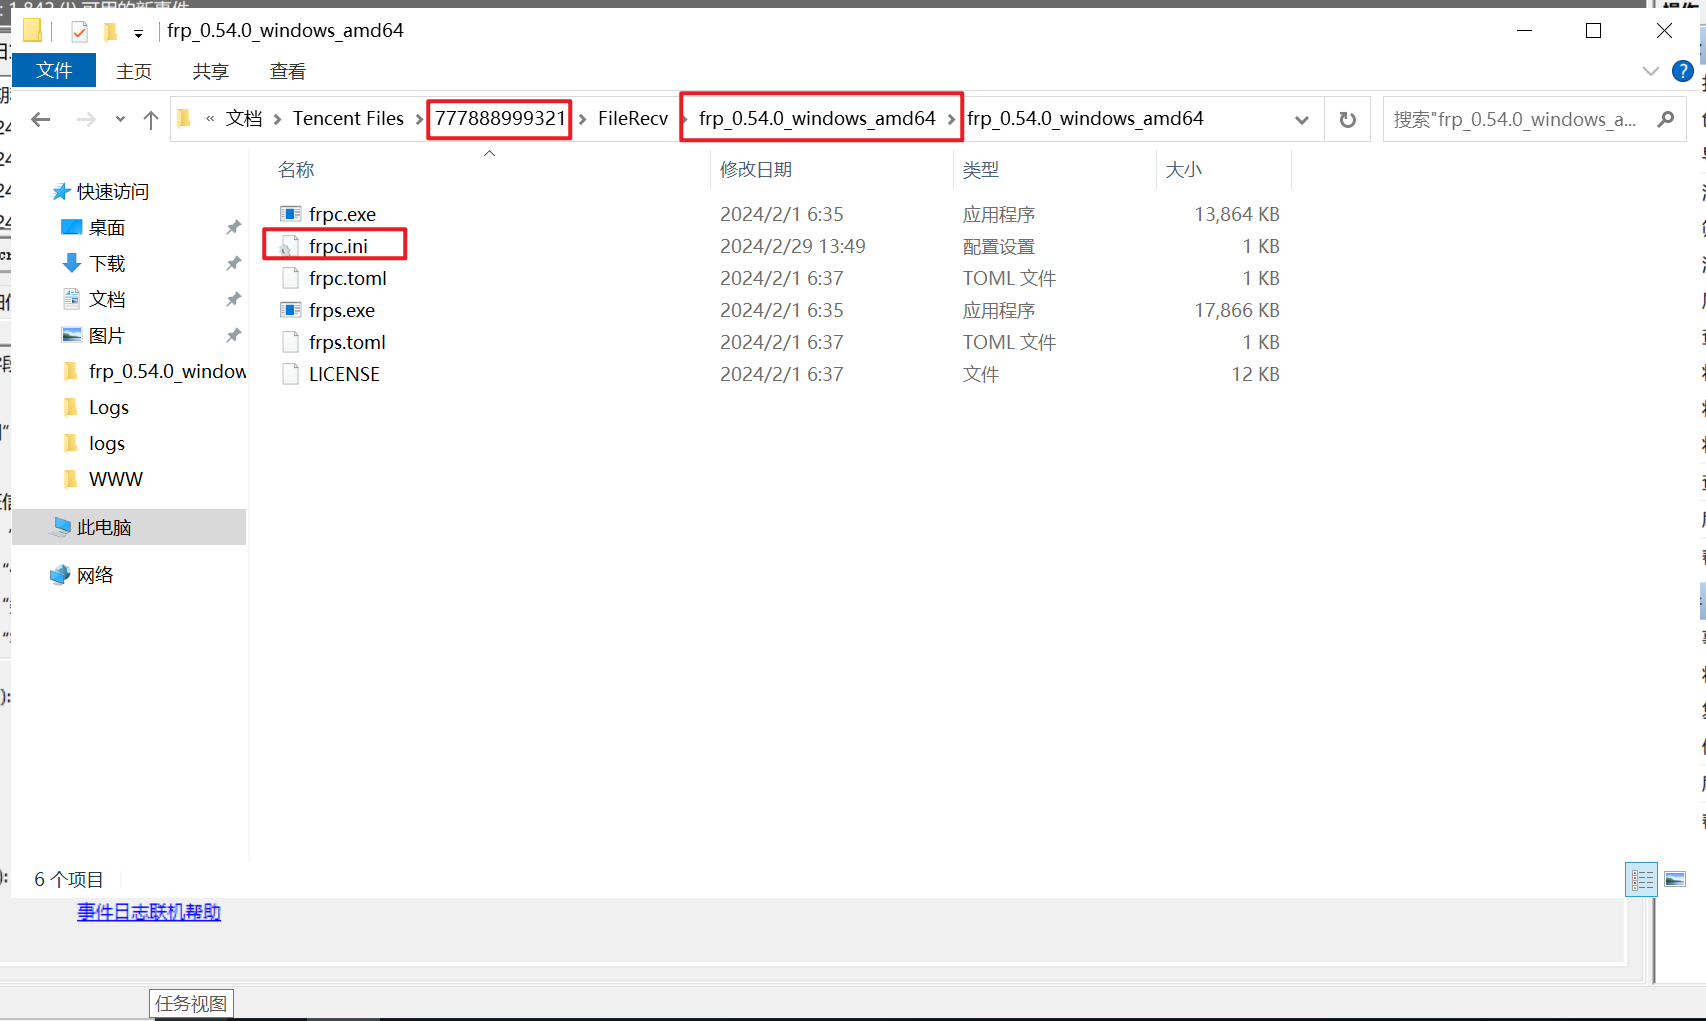 frp_0.54.0_windows_amd64
文件 主页 共享 查看
« 文档 Tencent Files 777888999321 FileRecv frp_0.54.0_windows_amd64 frp_0.54.0_windows_amd64 搜索"frp_0.54.0_windows_a...
名称 修改日期 类型 大小
快速访问
桌面
下载
文档
图片
frp_0.54.0_window
Logs
logs
WWW
此电脑
网络
frpc.exe 2024/2/1 6:35 应用程序 13,864 KB
frpc.ini 2024/2/29 13:49 配置设置 1 KB
frpc.toml 2024/2/1 6:37 TOML 文件 1 KB
frps.exe 2024/2/1 6:35 应用程序 17,866 KB
frps.toml 2024/2/1 6:37 TOML 文件 1 KB
LICENSE 2024/2/1 6:37 文件 12 KB
6 个项目
事件日志联机帮助
任务视图